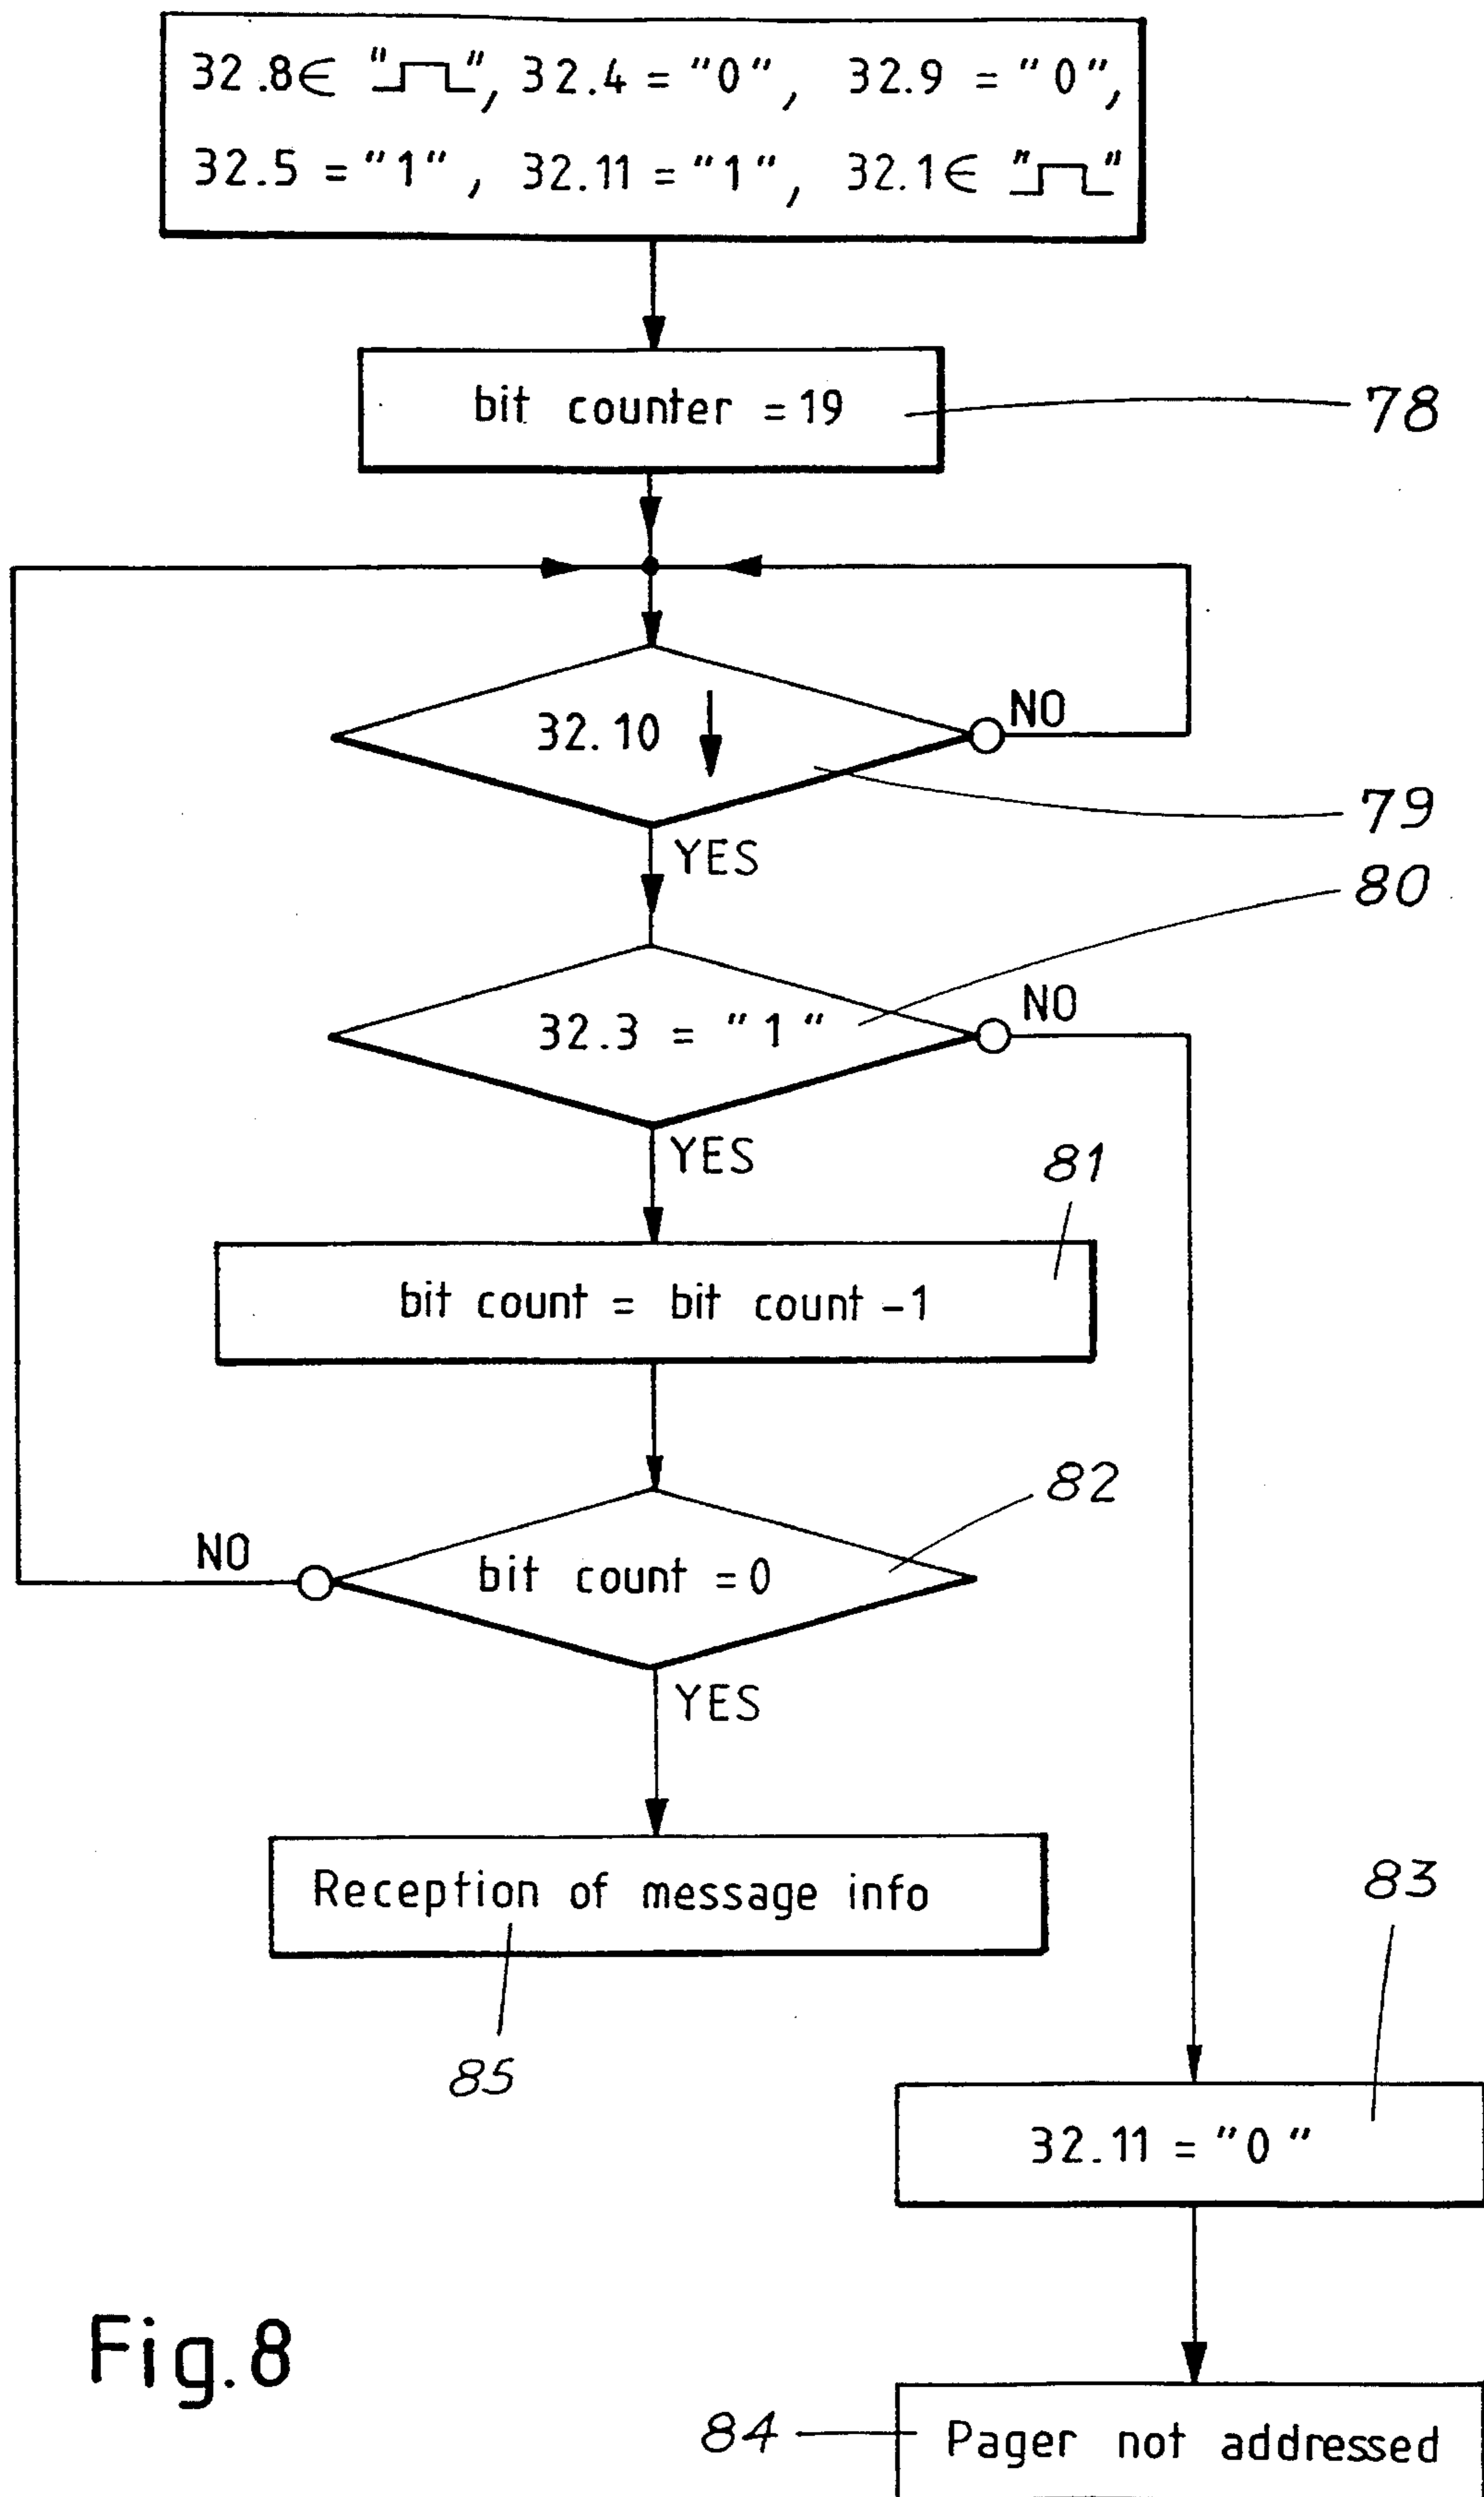 32.8∈ "⎍", 32.4 = "0", 32.9 = "0",
32.5 = "1", 32.11 = "1", 32.1∈ "⎍"
bit counter = 19
78
32.10 ↓
NO
79
YES
80
32.3 = "1"
NO
YES
81
bit count = bit count -1
82
NO
bit count = 0
YES
Reception of message info
83
85
32.11 = "0"
Fig.8
84
Pager not addressed